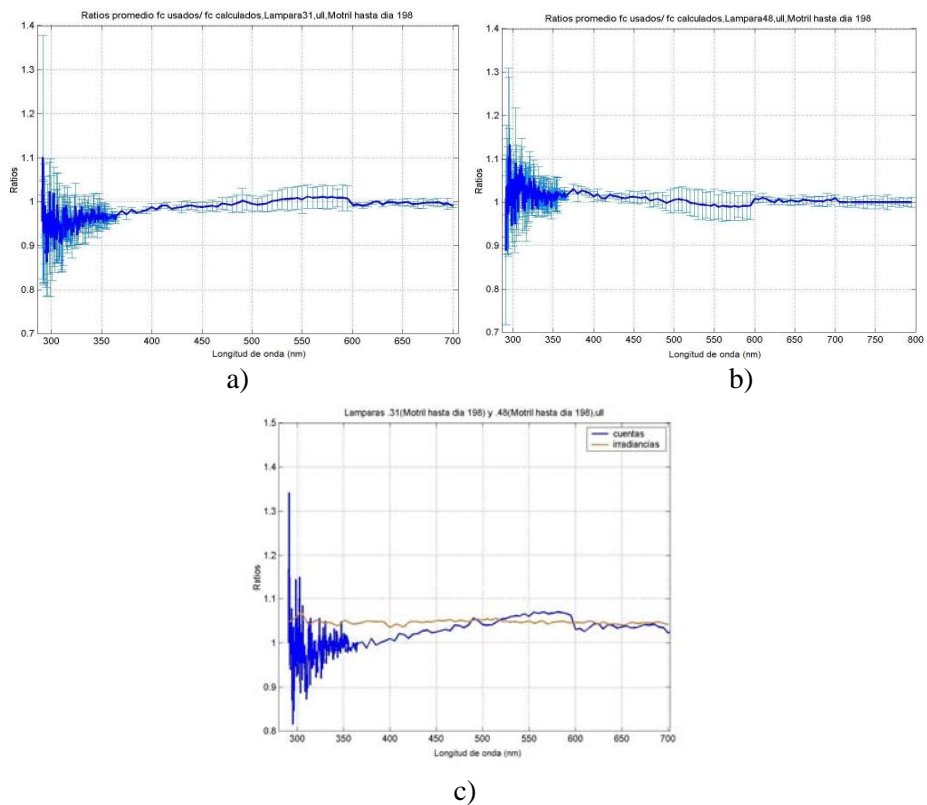 Ratios promedio fc usados/ fc calculados,Lampara31,ull,Motril hasta dia 198
1.4
1.3
1.2
1.1
1
0.9
0.8
0.7
Ratios
300 350 400 450 500 550 600 650 700
Longitud de onda (nm)
a)
Ratios promedio fc usados/ fc calculados,Lampara48,ull,Motril hasta dia 198
1.4
1.3
1.2
1.1
1
0.9
0.8
0.7
Ratios
300 350 400 450 500 550 600 650 700 750 800
Longitud de onda (nm)
b)
Lamparas .31(Motril hasta dia 198) y .48(Motril hasta dia 198),ull
1.5
1.4
1.3
1.2
1.1
1
0.9
0.8
Ratios
cuentas
irradiancias
300 350 400 450 500 550 600 650 700
Longitud de onda (nm)
c)